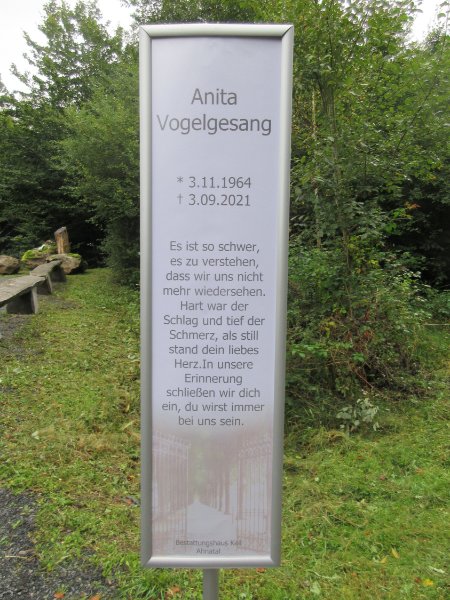 Anita
Vogelgesang
* 3.11.1964
† 3.09.2021
Es ist so schwer,
es zu verstehen,
dass wir uns nicht
mehr wiedersehen.
Hart war der
Schlag und tief der
Schmerz, als still
stand dein liebes
Herz.In unsere
Erinnerung
schließen wir dich
ein, du wirst immer
bei uns sein.
Bestattungshaus
Ahnatal